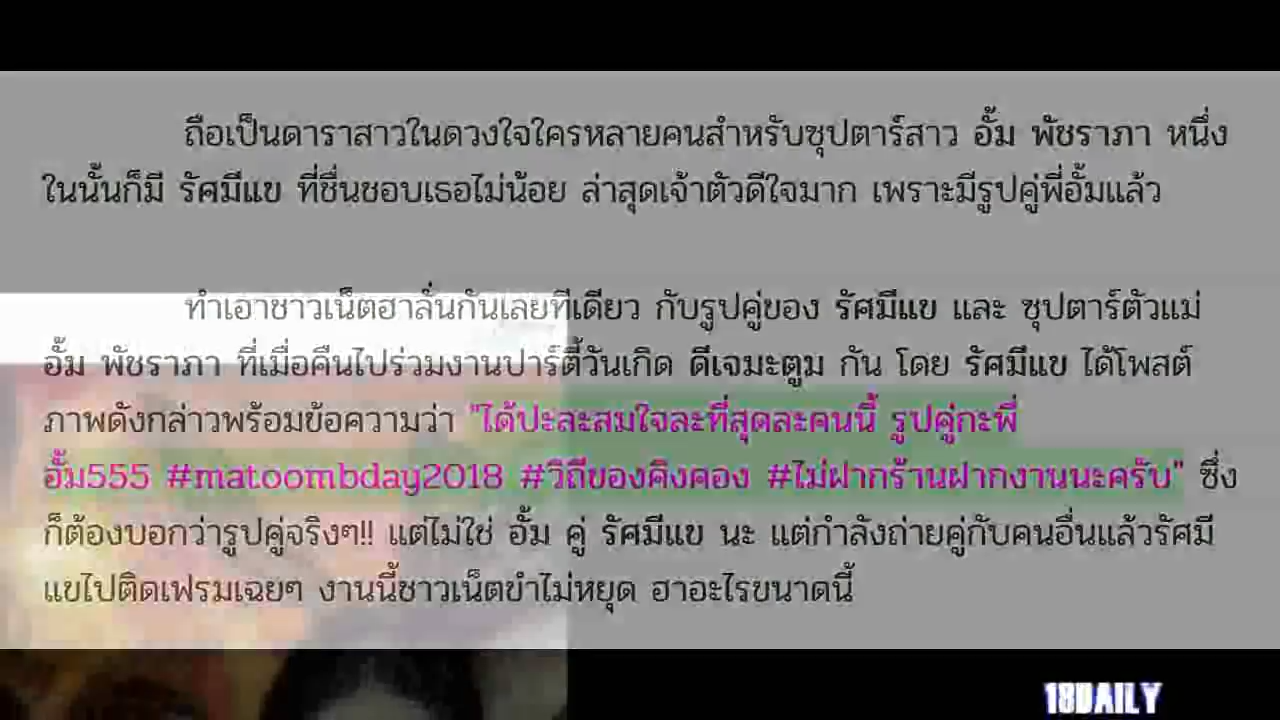 ถือเป็นดาราสาวในดวงใจใครหลายคนสำหรับซุปตาร์สาว อั้ม พัชราภา หนึ่ง
ในนั้นก็มี รัศมีแข ที่ชื่นชอบเธอไม่น้อย ล่าสุดเจ้าตัวดีใจมาก เพราะมีรูปคู่พี่อั้มแล้ว
ทำเอาชาวเน็ตฮาลั่นกันเลยทีเดียว กับรูปคู่ของ รัศมีแข และ ซุปตาร์ตัวแม่
อั้ม พัชราภา ที่เมื่อคืนไปร่วมงานปาร์ตี้วันเกิด ดีเจมะตูม กัน โดย รัศมีแข ได้โพสต์
ภาพดังกล่าวพร้อมข้อความว่า "ได้ปะละสมใจละที่สุดละคนนี้ รูปคู่กะพี่
อั้ม555 #matoombday2018 #วิถีของคิงคอง #ไม่ฝากร้านฝากงานนะครับ" ซึ่ง
ก็ต้องบอกว่ารูปคู่จริงๆ!! แต่ไม่ใช่ อั้ม คู่ รัศมีแข นะ แต่กำลังถ่ายคู่กับคนอื่นแล้วรัศมี
แขไปติดเฟรมเฉยๆ งานนี้ชาวเน็ตขำไม่หยุด ฮาอะไรขนาดนี้
18DAILY